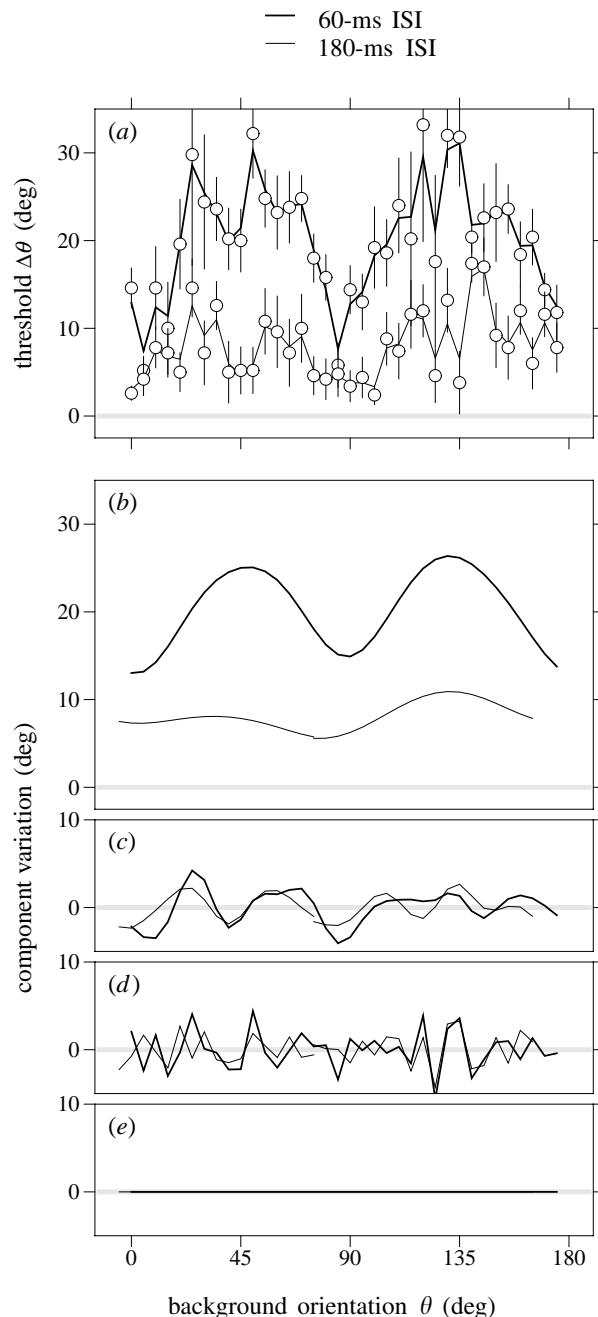 60-ms ISI
180-ms ISI
(a)
30
20
10
0
threshold Δθ (deg)
(b)
30
20
10
0
component variation (deg)
10
(c)
0
10
(d)
0
10
(e)
0
0 45 90 135 180
background orientation θ (deg)